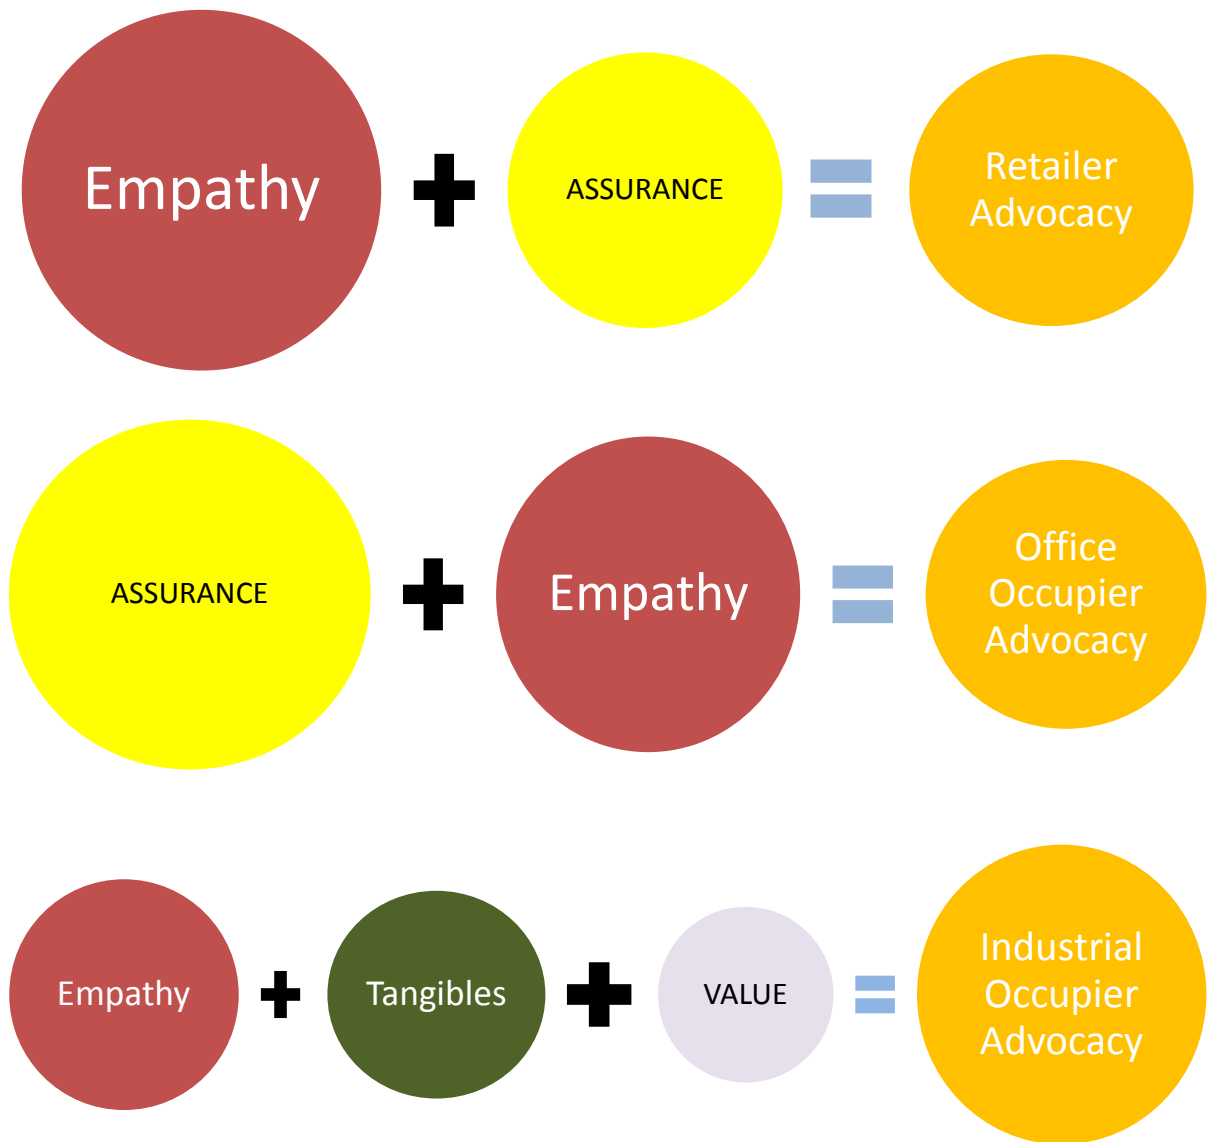 Empathy
ASSURANCE
Retailer
Advocacy
ASSURANCE
Empathy
Office
Occupier
Advocacy
Empathy
Tangibles
VALUE
Industrial
Occupier
Advocacy